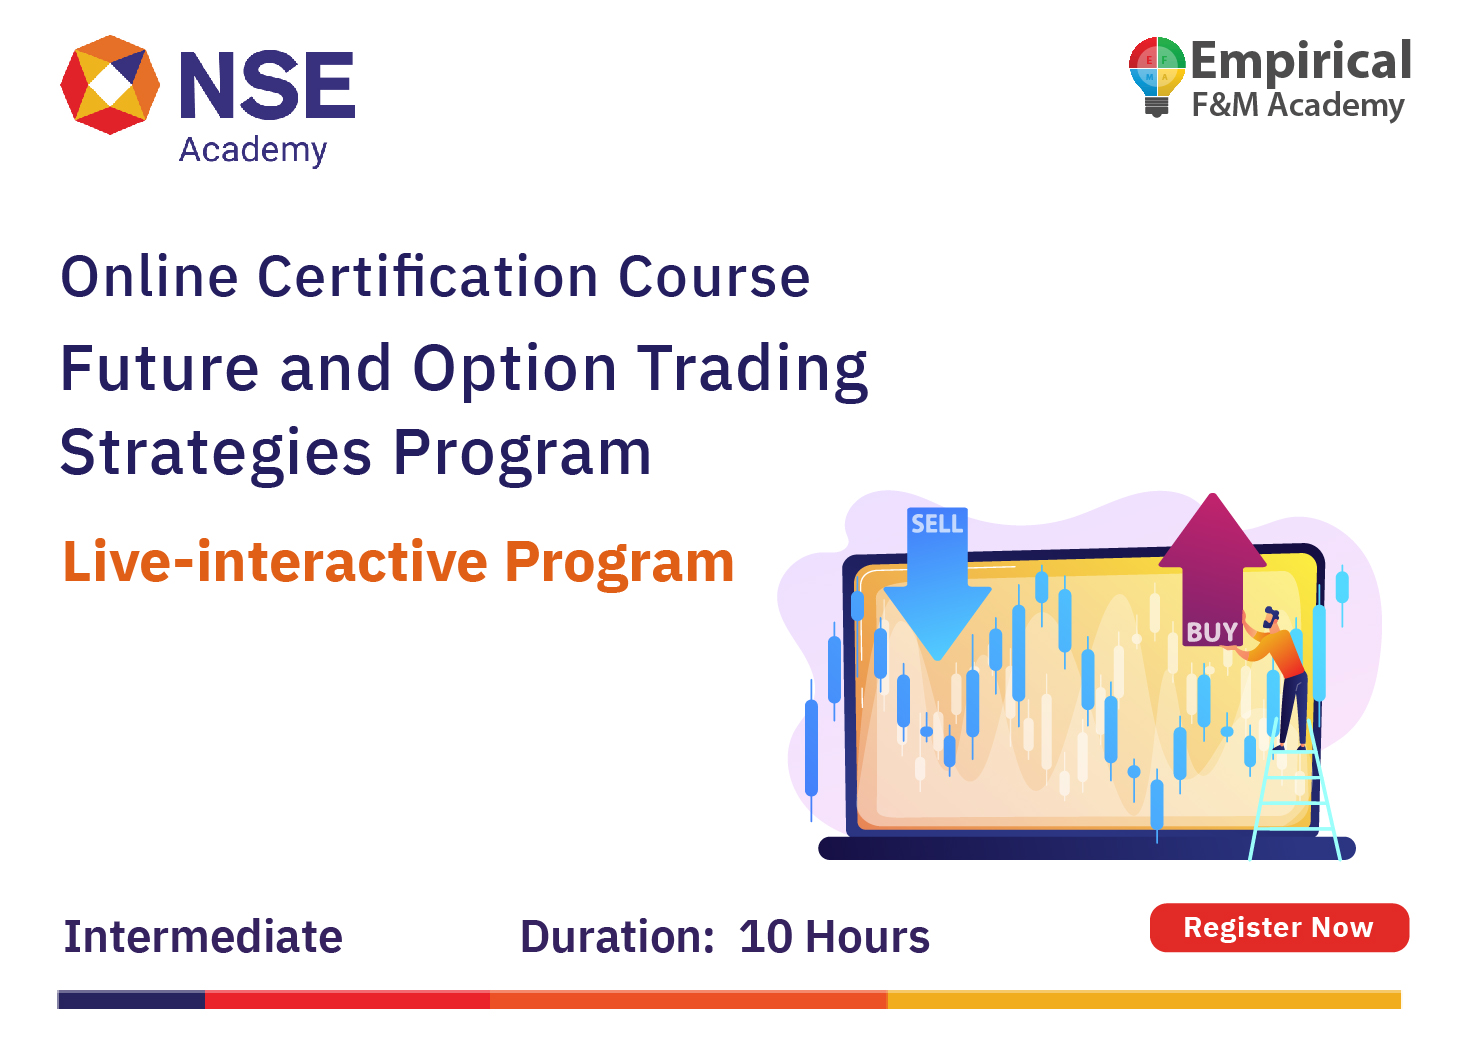 NSE
Academy
E F
M A
Empirical
F&M Academy
Online Certification Course
Future and Option Trading
Strategies Program
Live-interactive Program
SELL
BUY
Intermediate
Duration: 10 Hours
Register Now